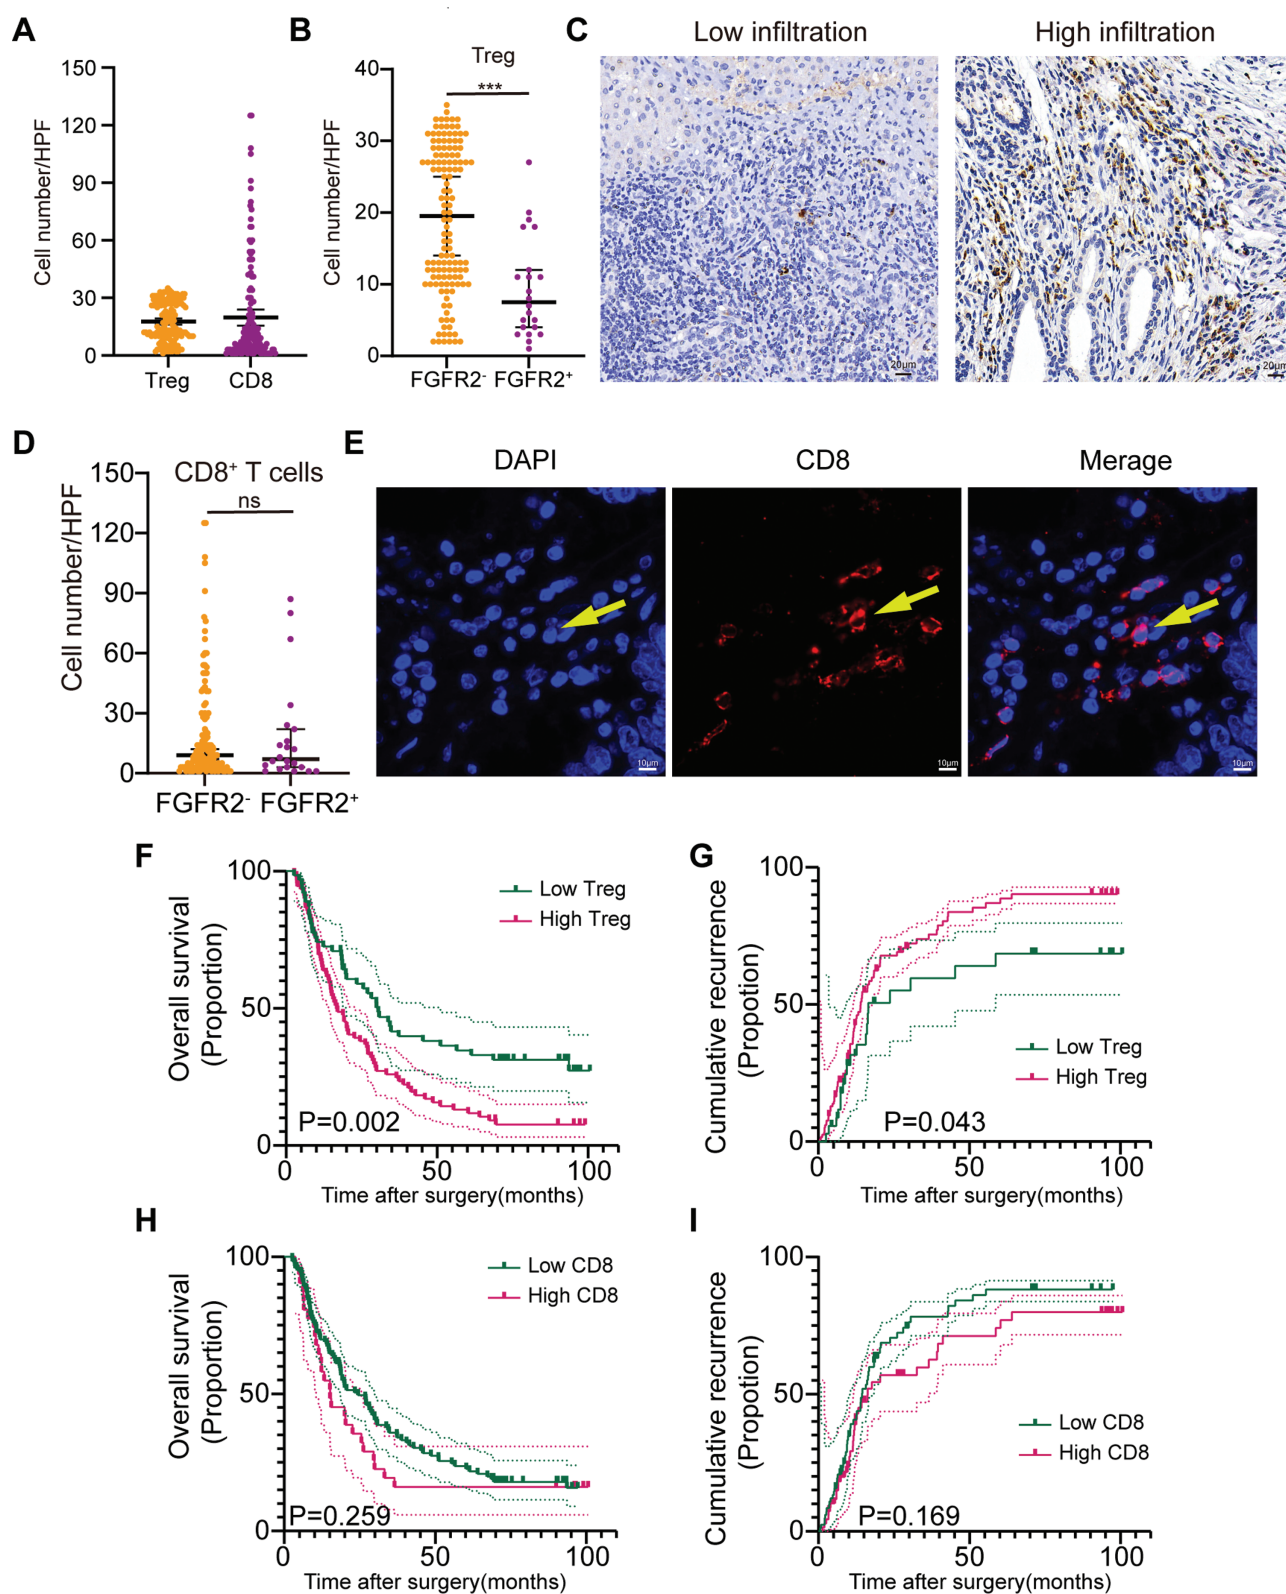 A
150
120
90
60
30
0
Cell number/HPF
Treg
CD8
B
Treg
***
40
30
20
10
0
Cell number/HPF
FGFR2⁻
FGFR2⁺
C
Low infiltration
High infiltration
20μm
20μm
D
CD8⁺ T cells
ns
150
120
90
60
30
0
Cell number/HPF
FGFR2⁻
FGFR2⁺
E
DAPI
CD8
Merage
10μm
10μm
10μm
F
100
50
0
Overall survival
(Proportion)
Low Treg
High Treg
P=0.002
0
50
100
Time after surgery(months)
G
100
50
0
Cumulative recurrence
(Propotion)
Low Treg
High Treg
P=0.043
0
50
100
Time after surgery(months)
H
100
50
0
Overall survival
(Proportion)
Low CD8
High CD8
P=0.259
0
50
100
Time after surgery(months)
I
100
50
0
Cumulative recurrence
(Propotion)
Low CD8
High CD8
P=0.169
0
50
100
Time after surgery(months)